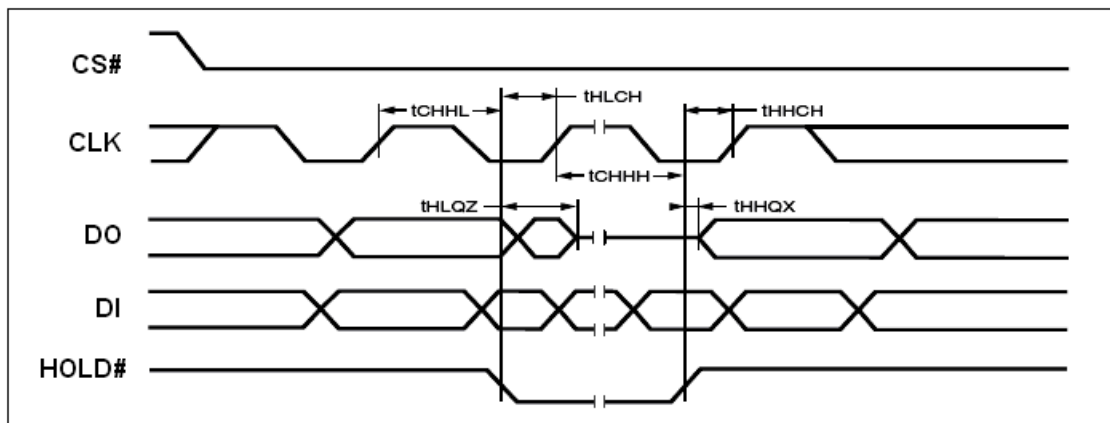 CS#
tHLCH
tCHHL
tHHCH
CLK
tCHHH
tHLQZ
tHHQX
DO
DI
HOLD#